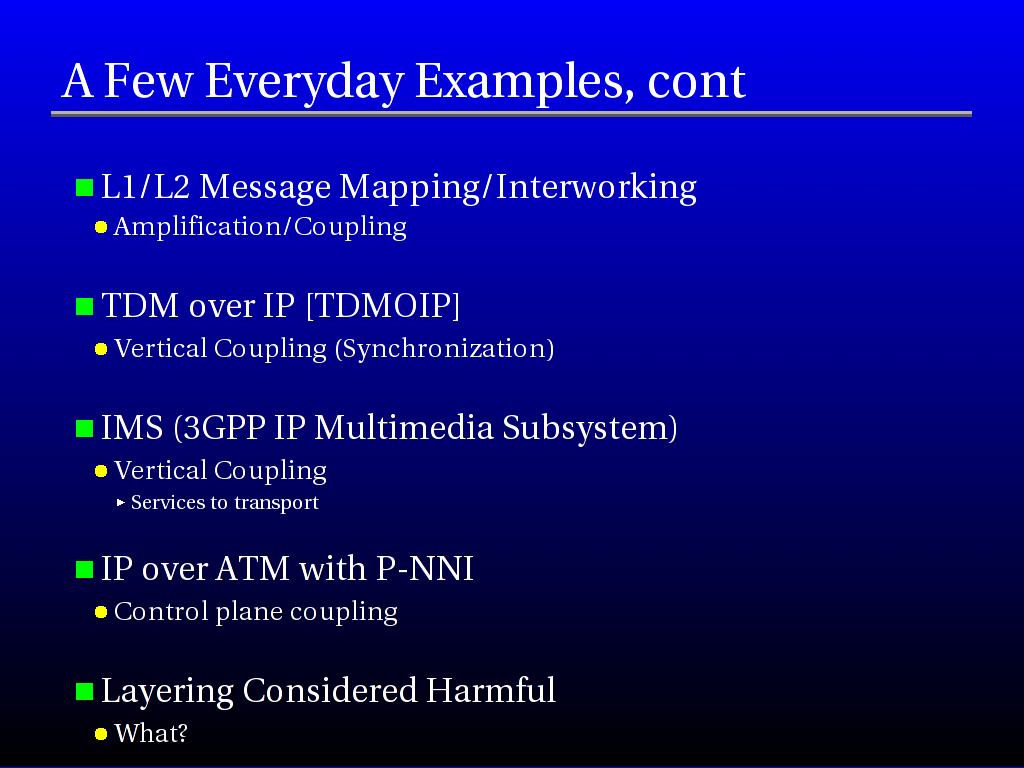 A Few Everyday Examples, cont
L1/L2 Message Mapping/Interworking
Amplification/Coupling
TDM over IP [TDMOIP]
Vertical Coupling (Synchronization)
IMS (3GPP IP Multimedia Subsystem)
Vertical Coupling
Services to transport
IP over ATM with P-NNI
Control plane coupling
Layering Considered Harmful
What?